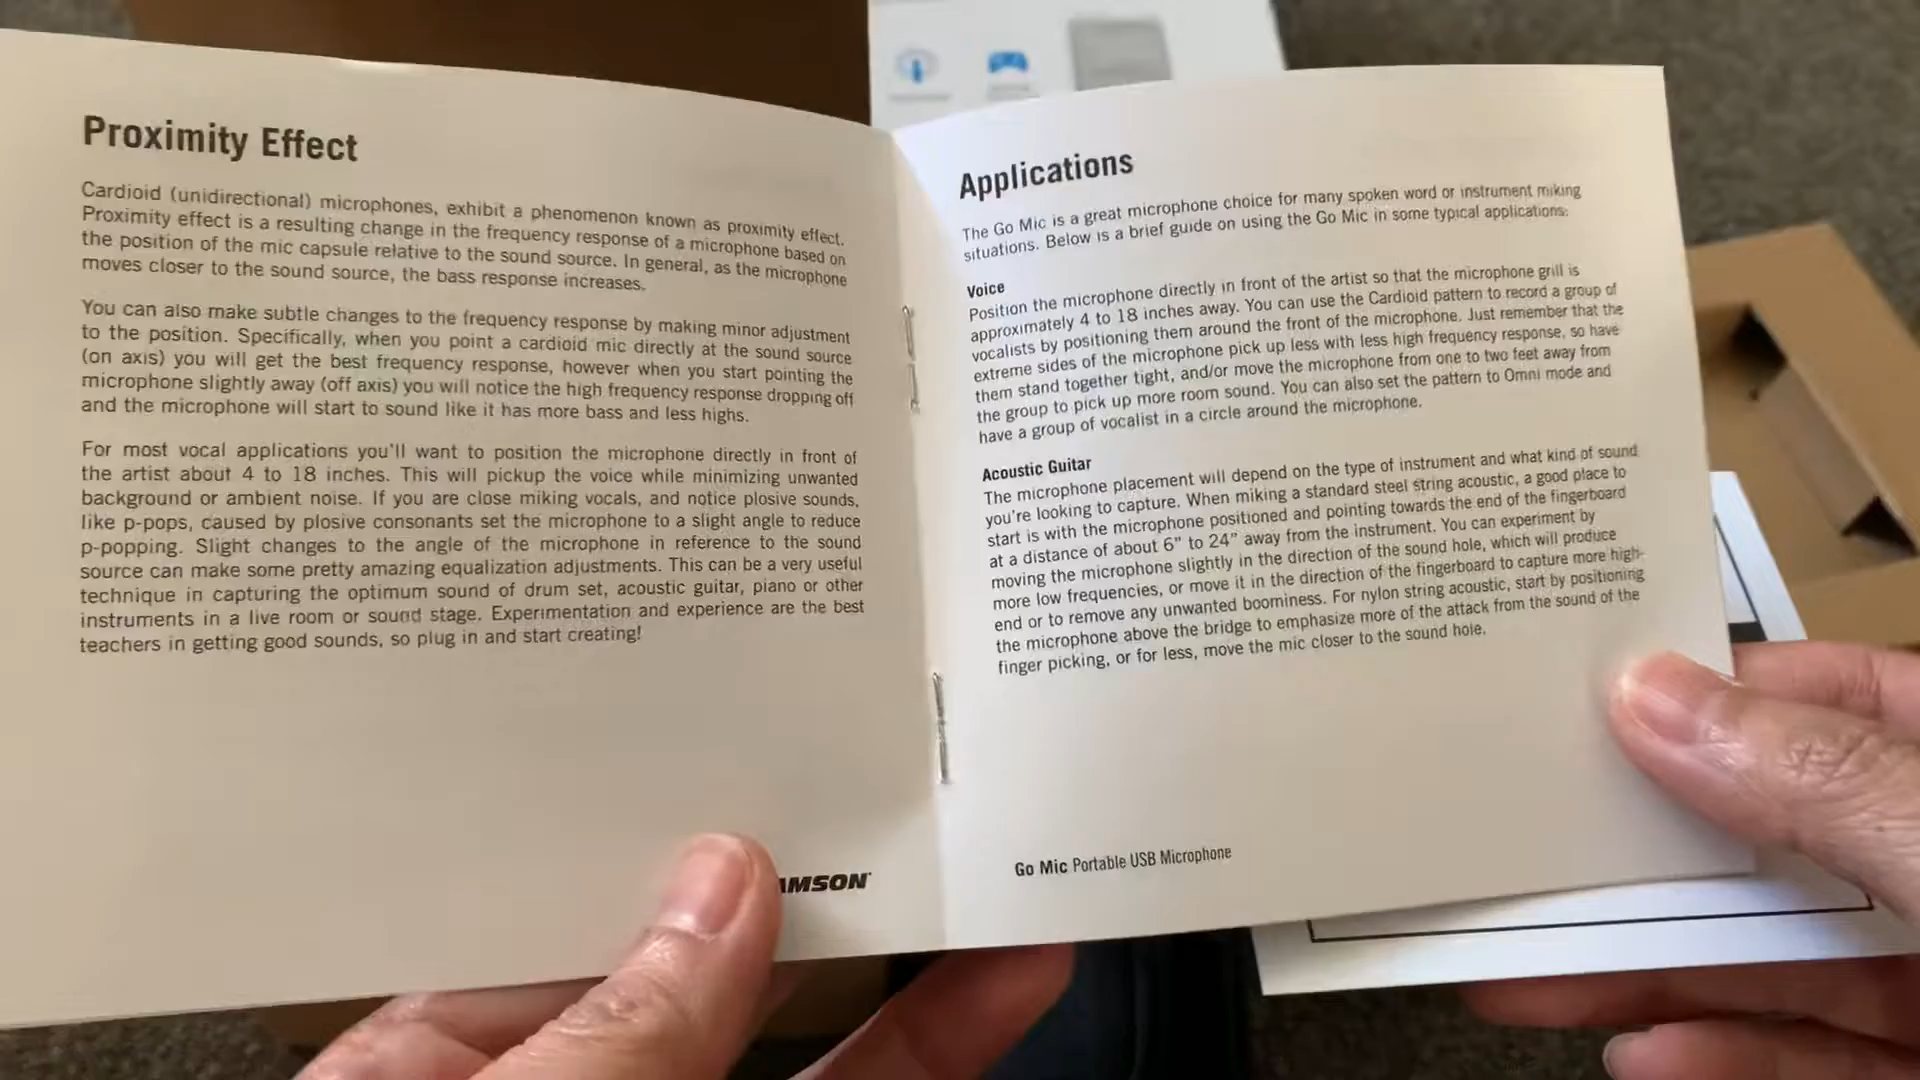 Proximity Effect
Cardioid (unidirectional) microphones, exhibit a phenomenon known as proximity effect.
Proximity effect is a resulting change in the frequency response of a microphone based on
the position of the mic capsule relative to the sound source. In general, as the microphone
moves closer to the sound source, the bass response increases.
You can also make subtle changes to the frequency response by making minor adjustment
to the position. Specifically, when you point a cardioid mic directly at the sound source
(on axis) you will get the best frequency response, however when you start pointing the
microphone slightly away (off axis) you will notice the high frequency response dropping off
and the microphone will start to sound like it has more bass and less highs.
For most vocal applications you'll want to position the microphone directly in front of
the artist about 4 to 18 inches. This will pickup the voice while minimizing unwanted
background or ambient noise. If you are close miking vocals, and notice plosive sounds,
like p-pops, caused by plosive consonants set the microphone to a slight angle to reduce
p-popping. Slight changes to the angle of the microphone in reference to the sound
source can make some pretty amazing equalization adjustments. This can be a very useful
technique in capturing the optimum sound of drum set, acoustic guitar, piano or other
instruments in a live room or sound stage. Experimentation and experience are the best
teachers in getting good sounds, so plug in and start creating!
AMSON
Applications
The Go Mic is a great microphone choice for many spoken word or instrument miking
situations. Below is a brief guide on using the Go Mic in some typical applications:
Voice
Position the microphone directly in front of the artist so that the microphone grill is
approximately 4 to 18 inches away. You can use the Cardioid pattern to record a group of
vocalists by positioning them around the front of the microphone. Just remember that the
extreme sides of the microphone pick up less with less high frequency response, so have
them stand together tight, and/or move the microphone from one to two feet away from
the group to pick up more room sound. You can also set the pattern to Omni mode and
have a group of vocalist in a circle around the microphone.
Acoustic Guitar
The microphone placement will depend on the type of instrument and what kind of sound
you're looking to capture. When miking a standard steel string acoustic, a good place to
start is with the microphone positioned and pointing towards the end of the fingerboard
at a distance of about 6" to 24" away from the instrument. You can experiment by
moving the microphone slightly in the direction of the sound hole, which will produce
more low frequencies, or move it in the direction of the fingerboard to capture more high-
end or to remove any unwanted boominess. For nylon string acoustic, start by positioning
the microphone above the bridge to emphasize more of the attack from the sound of the
finger picking, or for less, move the mic closer to the sound hole.
Go Mic Portable USB Microphone